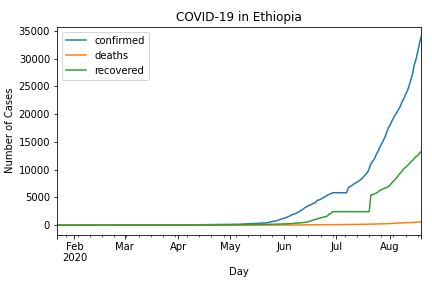 COVID-19 in Ethiopia
confirmed
deaths
recovered
Number of Cases
35000
30000
25000
20000
15000
10000
5000
0
Feb Mar Apr May Jun Jul Aug
2020
Day